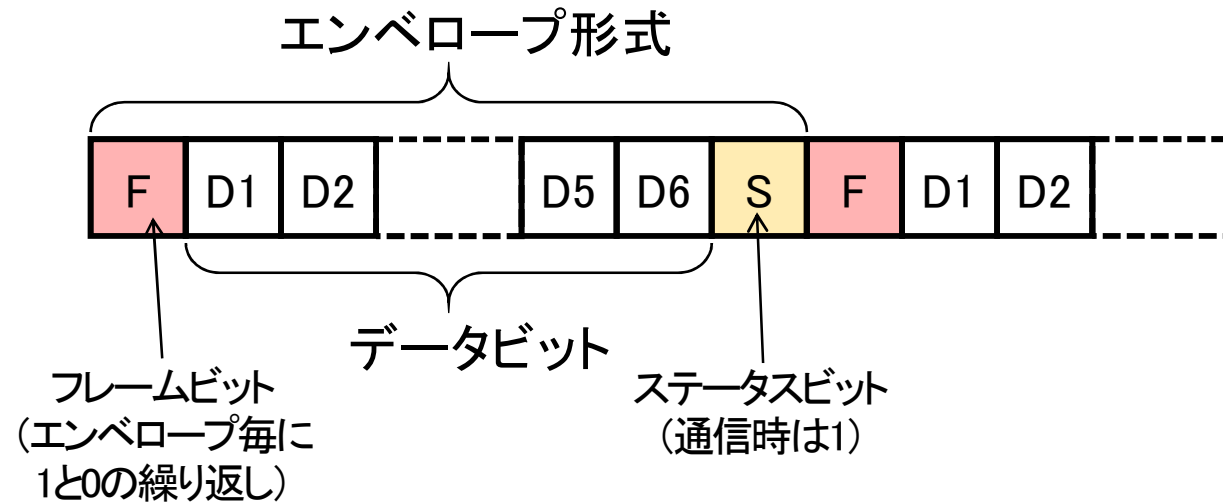 エンベロープ形式
F D1 D2 D5 D6 S F D1 D2
データビット
フレームビット
（エンベロープ毎に
1と0の繰り返し）
ステータスビット
（通信時は1）